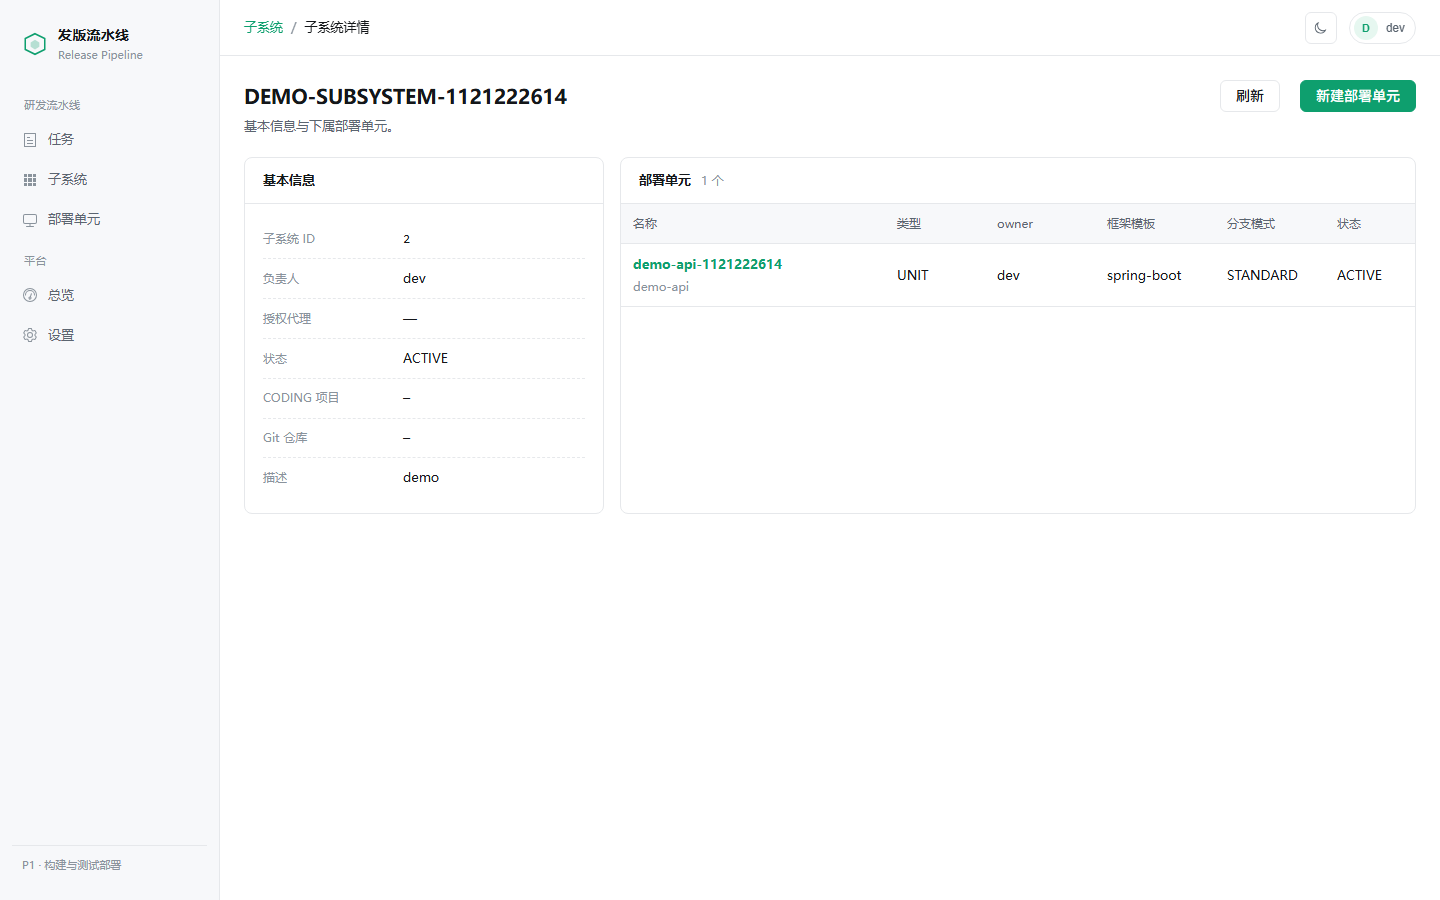 发版流水线
Release Pipeline
研发流水线
任务
子系统
部署单元
平台
总览
设置
P1 · 构建与测试部署
子系统 / 子系统详情
D dev
DEMO-SUBSYSTEM-1121222614
基本信息与下属部署单元。
刷新
新建部署单元
基本信息
子系统 ID 2
负责人 dev
授权代理 —
状态 ACTIVE
CODING 项目 –
Git 仓库 –
描述 demo
部署单元 1 个
名称 类型 owner 框架模板 分支模式 状态
demo-api-1121222614 UNIT dev spring-boot STANDARD ACTIVE
demo-api